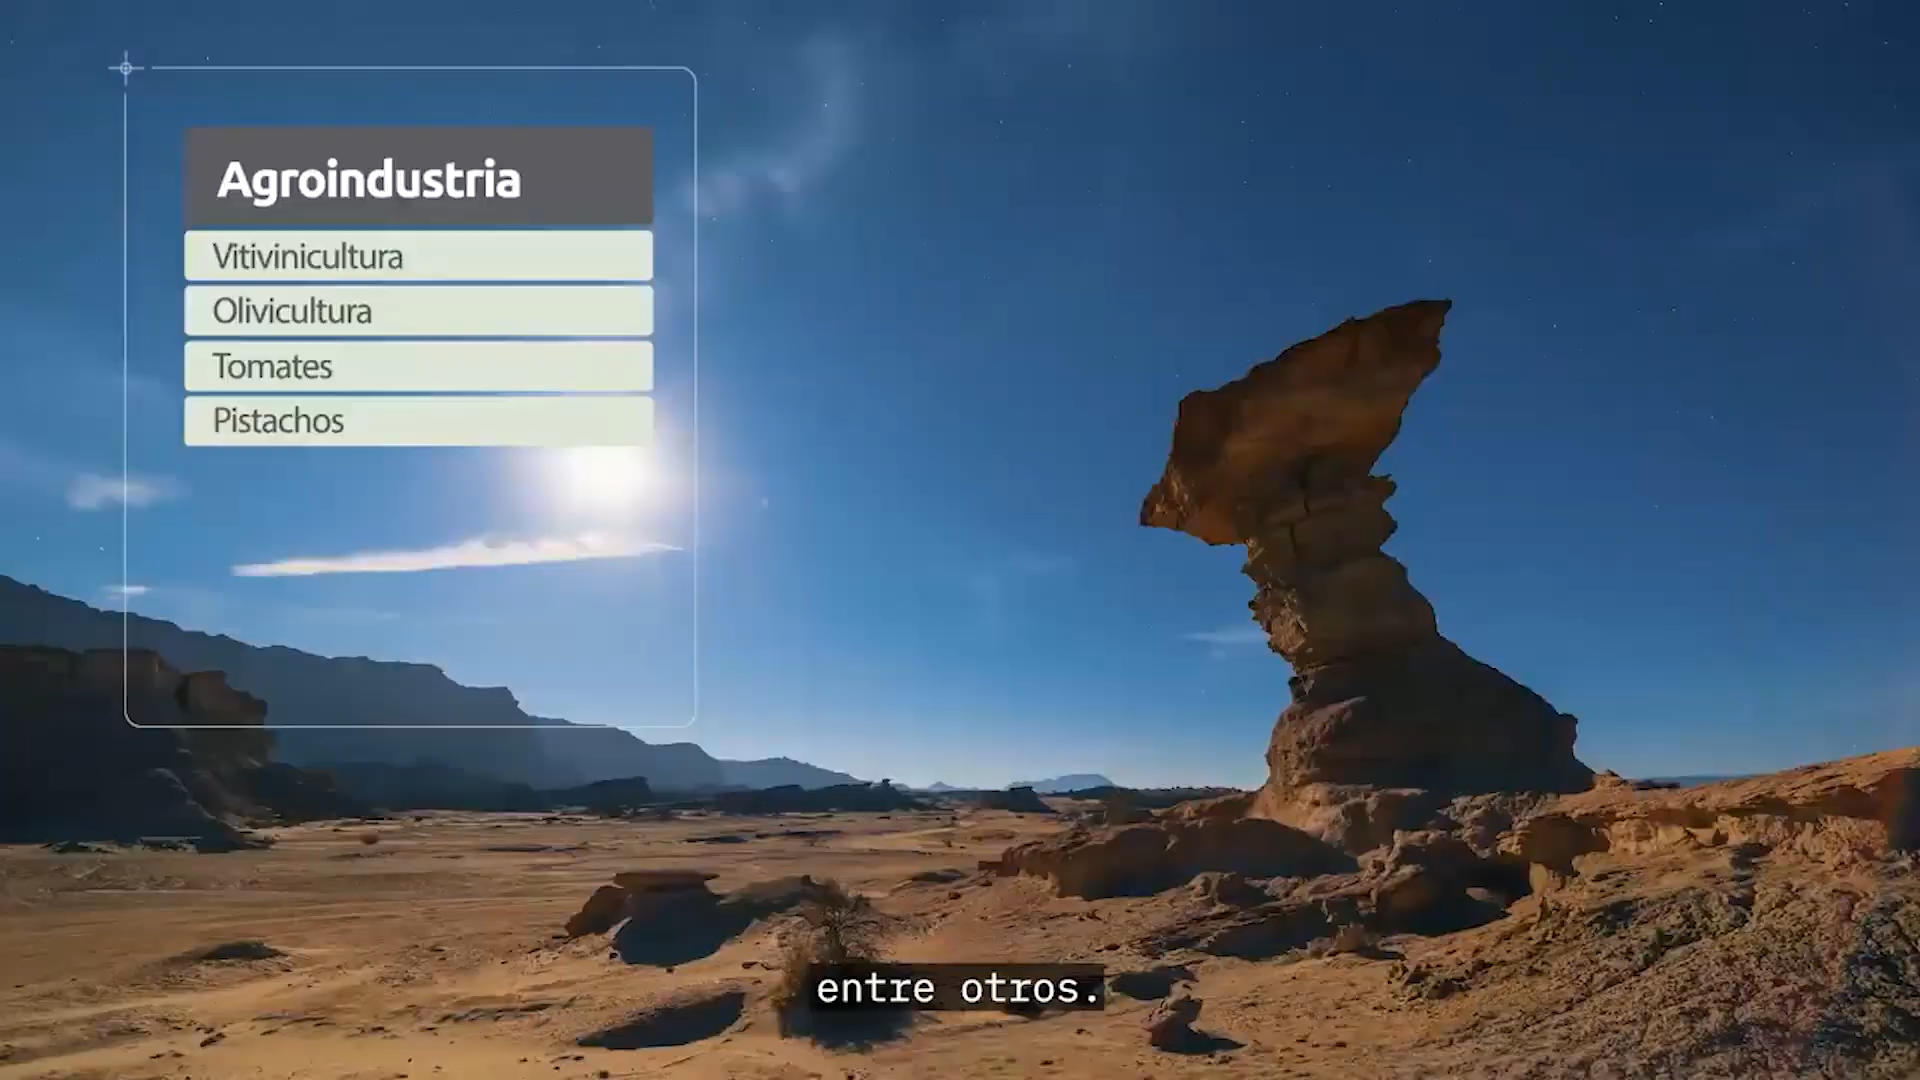 Agroindustria
Vitivinicultura
Olivicultura
Tomates
Pistachos
entre otros.